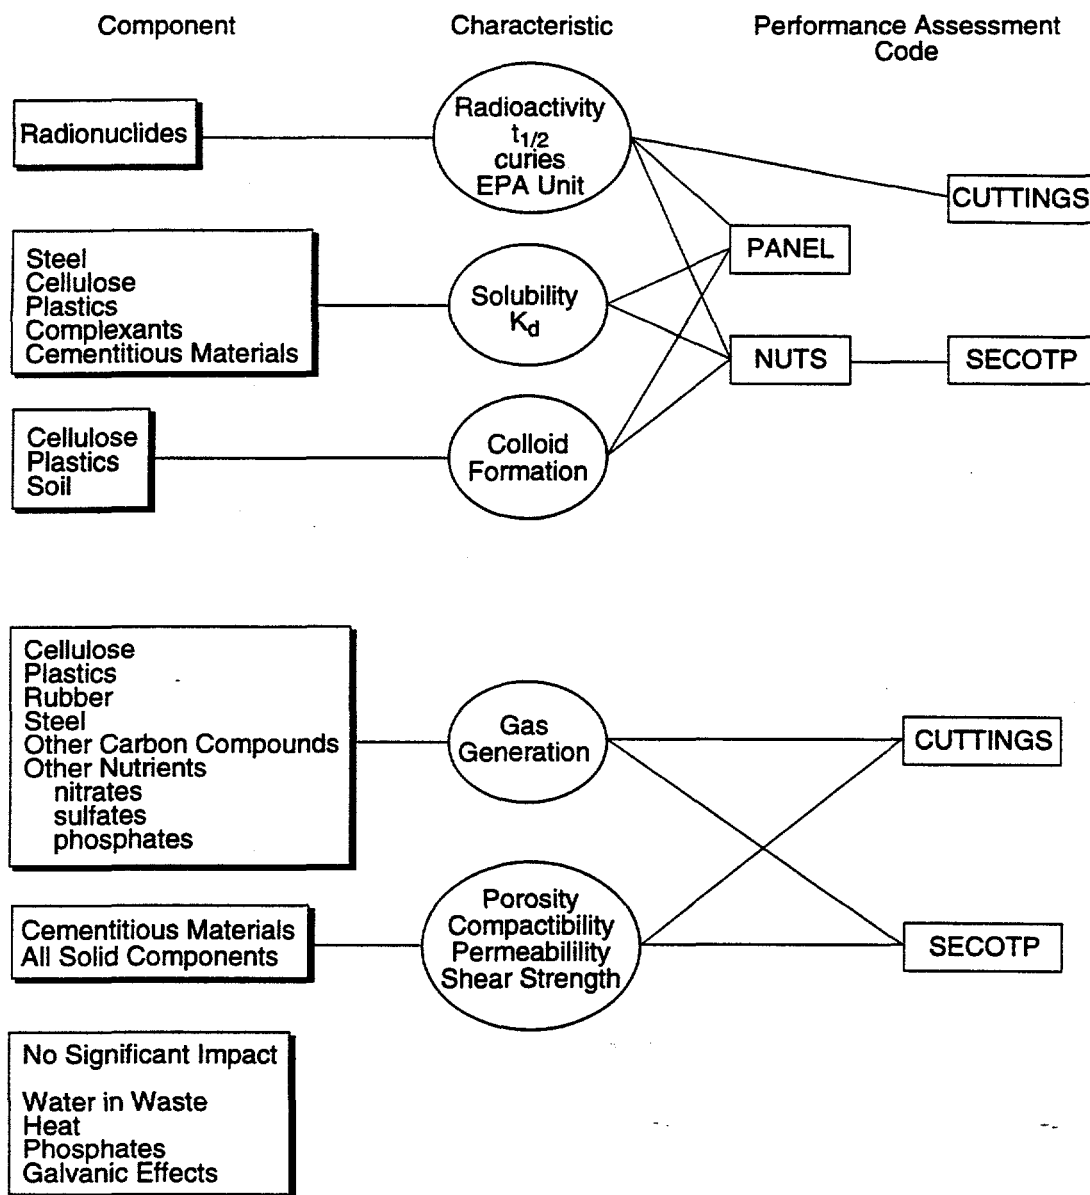 Component
Characteristic
Performance Assessment
Code
Radionuclides
Radioactivity
t1/2
curies
EPA Unit
CUTTINGS
Steel
Cellulose
Plastics
Complexants
Cementitious Materials
Solubility
Kd
PANEL
NUTS
SECOTP
Cellulose
Plastics
Soil
Colloid
Formation
Cellulose
Plastics
Rubber
Steel
Other Carbon Compounds
Other Nutrients
nitrates
sulfates
phosphates
Gas
Generation
CUTTINGS
Cementitious Materials
All Solid Components
Porosity
Compactibility
Permeabilility
Shear Strength
SECOTP
No Significant Impact
Water in Waste
Heat
Phosphates
Galvanic Effects